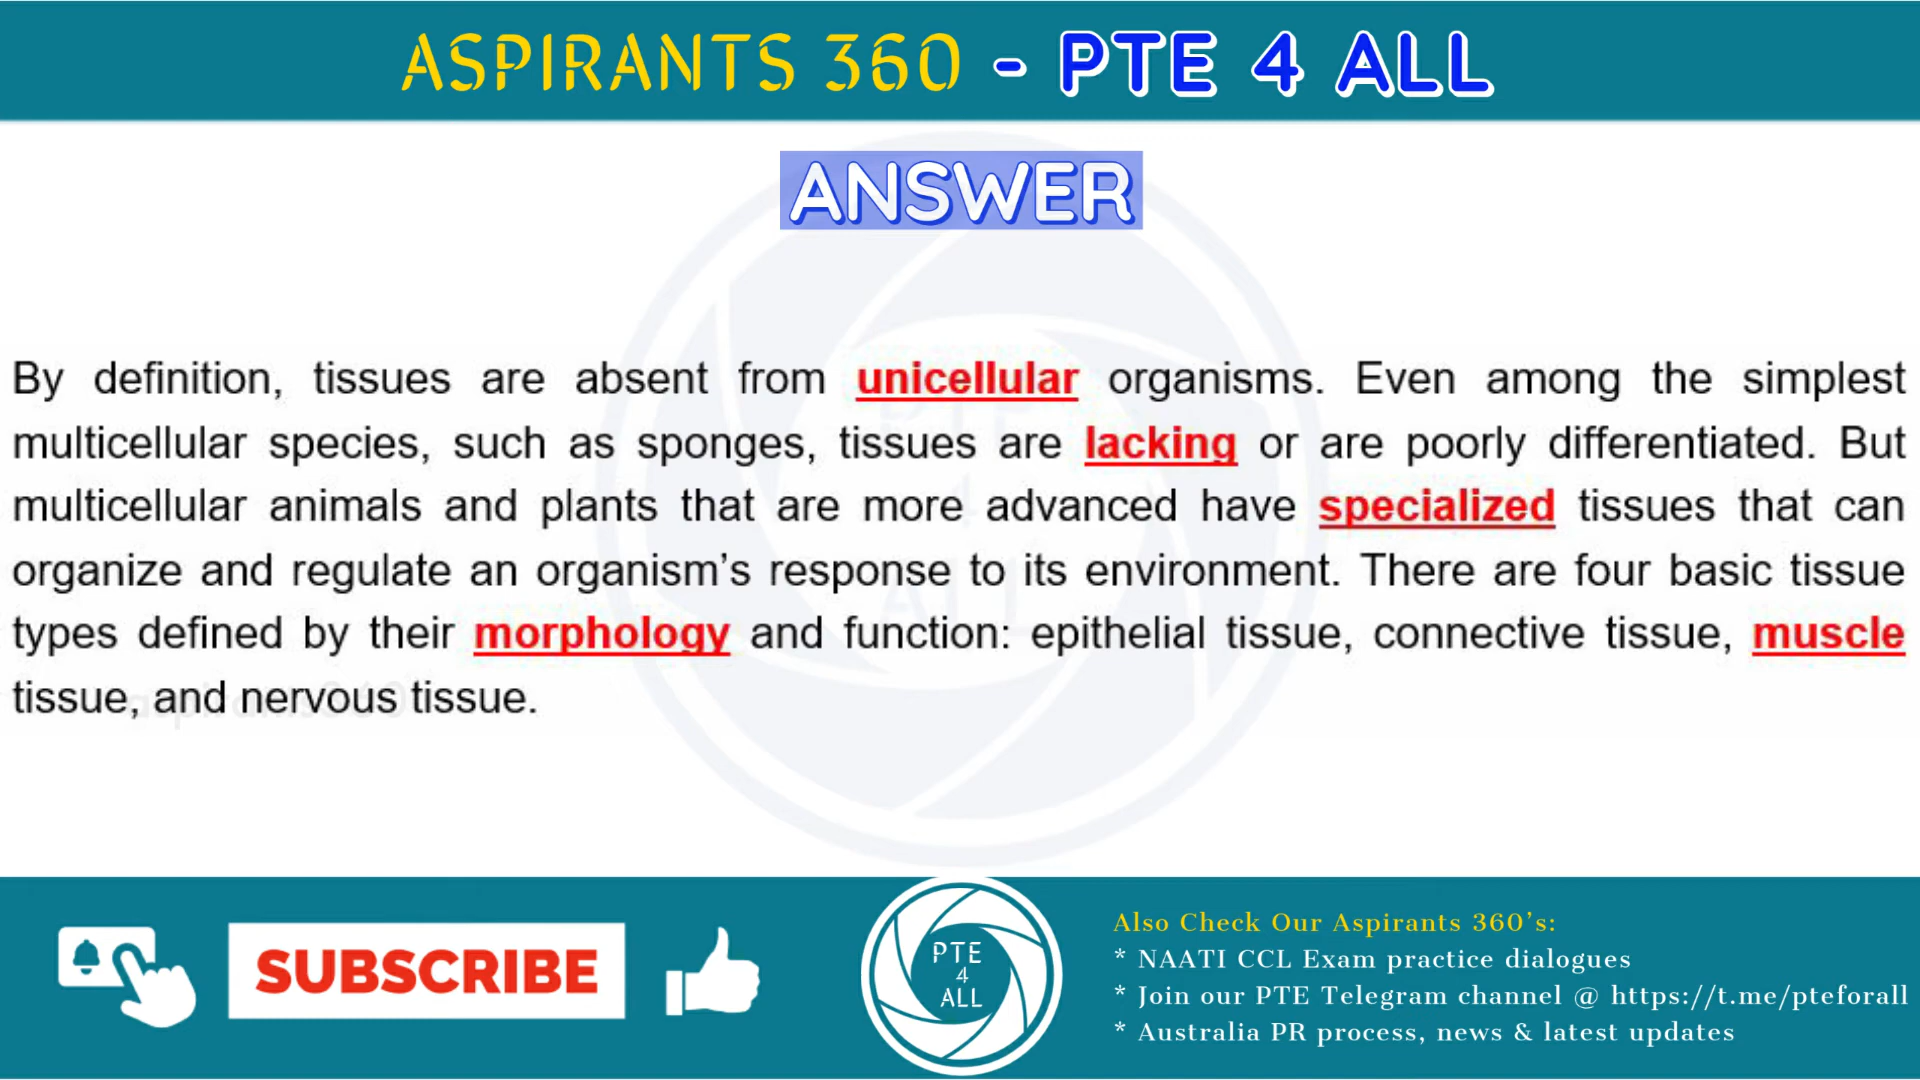 ASPIRANTS 360 - PTE 4 ALL
ANSWER
By definition, tissues are absent from unicellular organisms. Even among the simplest
multicellular species, such as sponges, tissues are lacking or are poorly differentiated. But
multicellular animals and plants that are more advanced have specialized tissues that can
organize and regulate an organism’s response to its environment. There are four basic tissue
types defined by their morphology and function: epithelial tissue, connective tissue, muscle
tissue, and nervous tissue.
SUBSCRIBE
PTE
4
ALL
Also Check Our Aspirants 360's:
* NAATI CCL Exam practice dialogues
* Join our PTE Telegram channel @ https://t.me/pteforall
* Australia PR process, news & latest updates